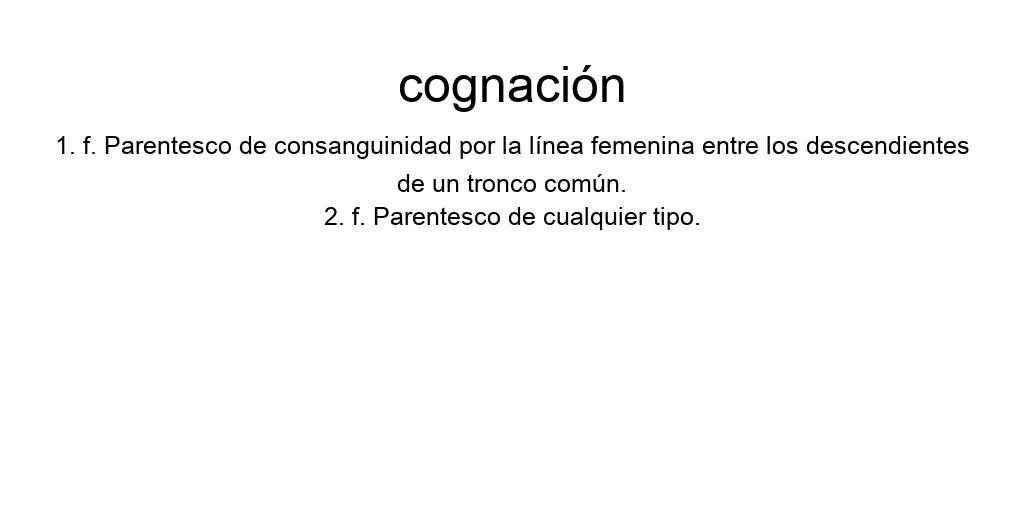 cognación
1. f. Parentesco de consanguinidad por la línea femenina entre los descendientes
de un tronco común.
2. f. Parentesco de cualquier tipo.